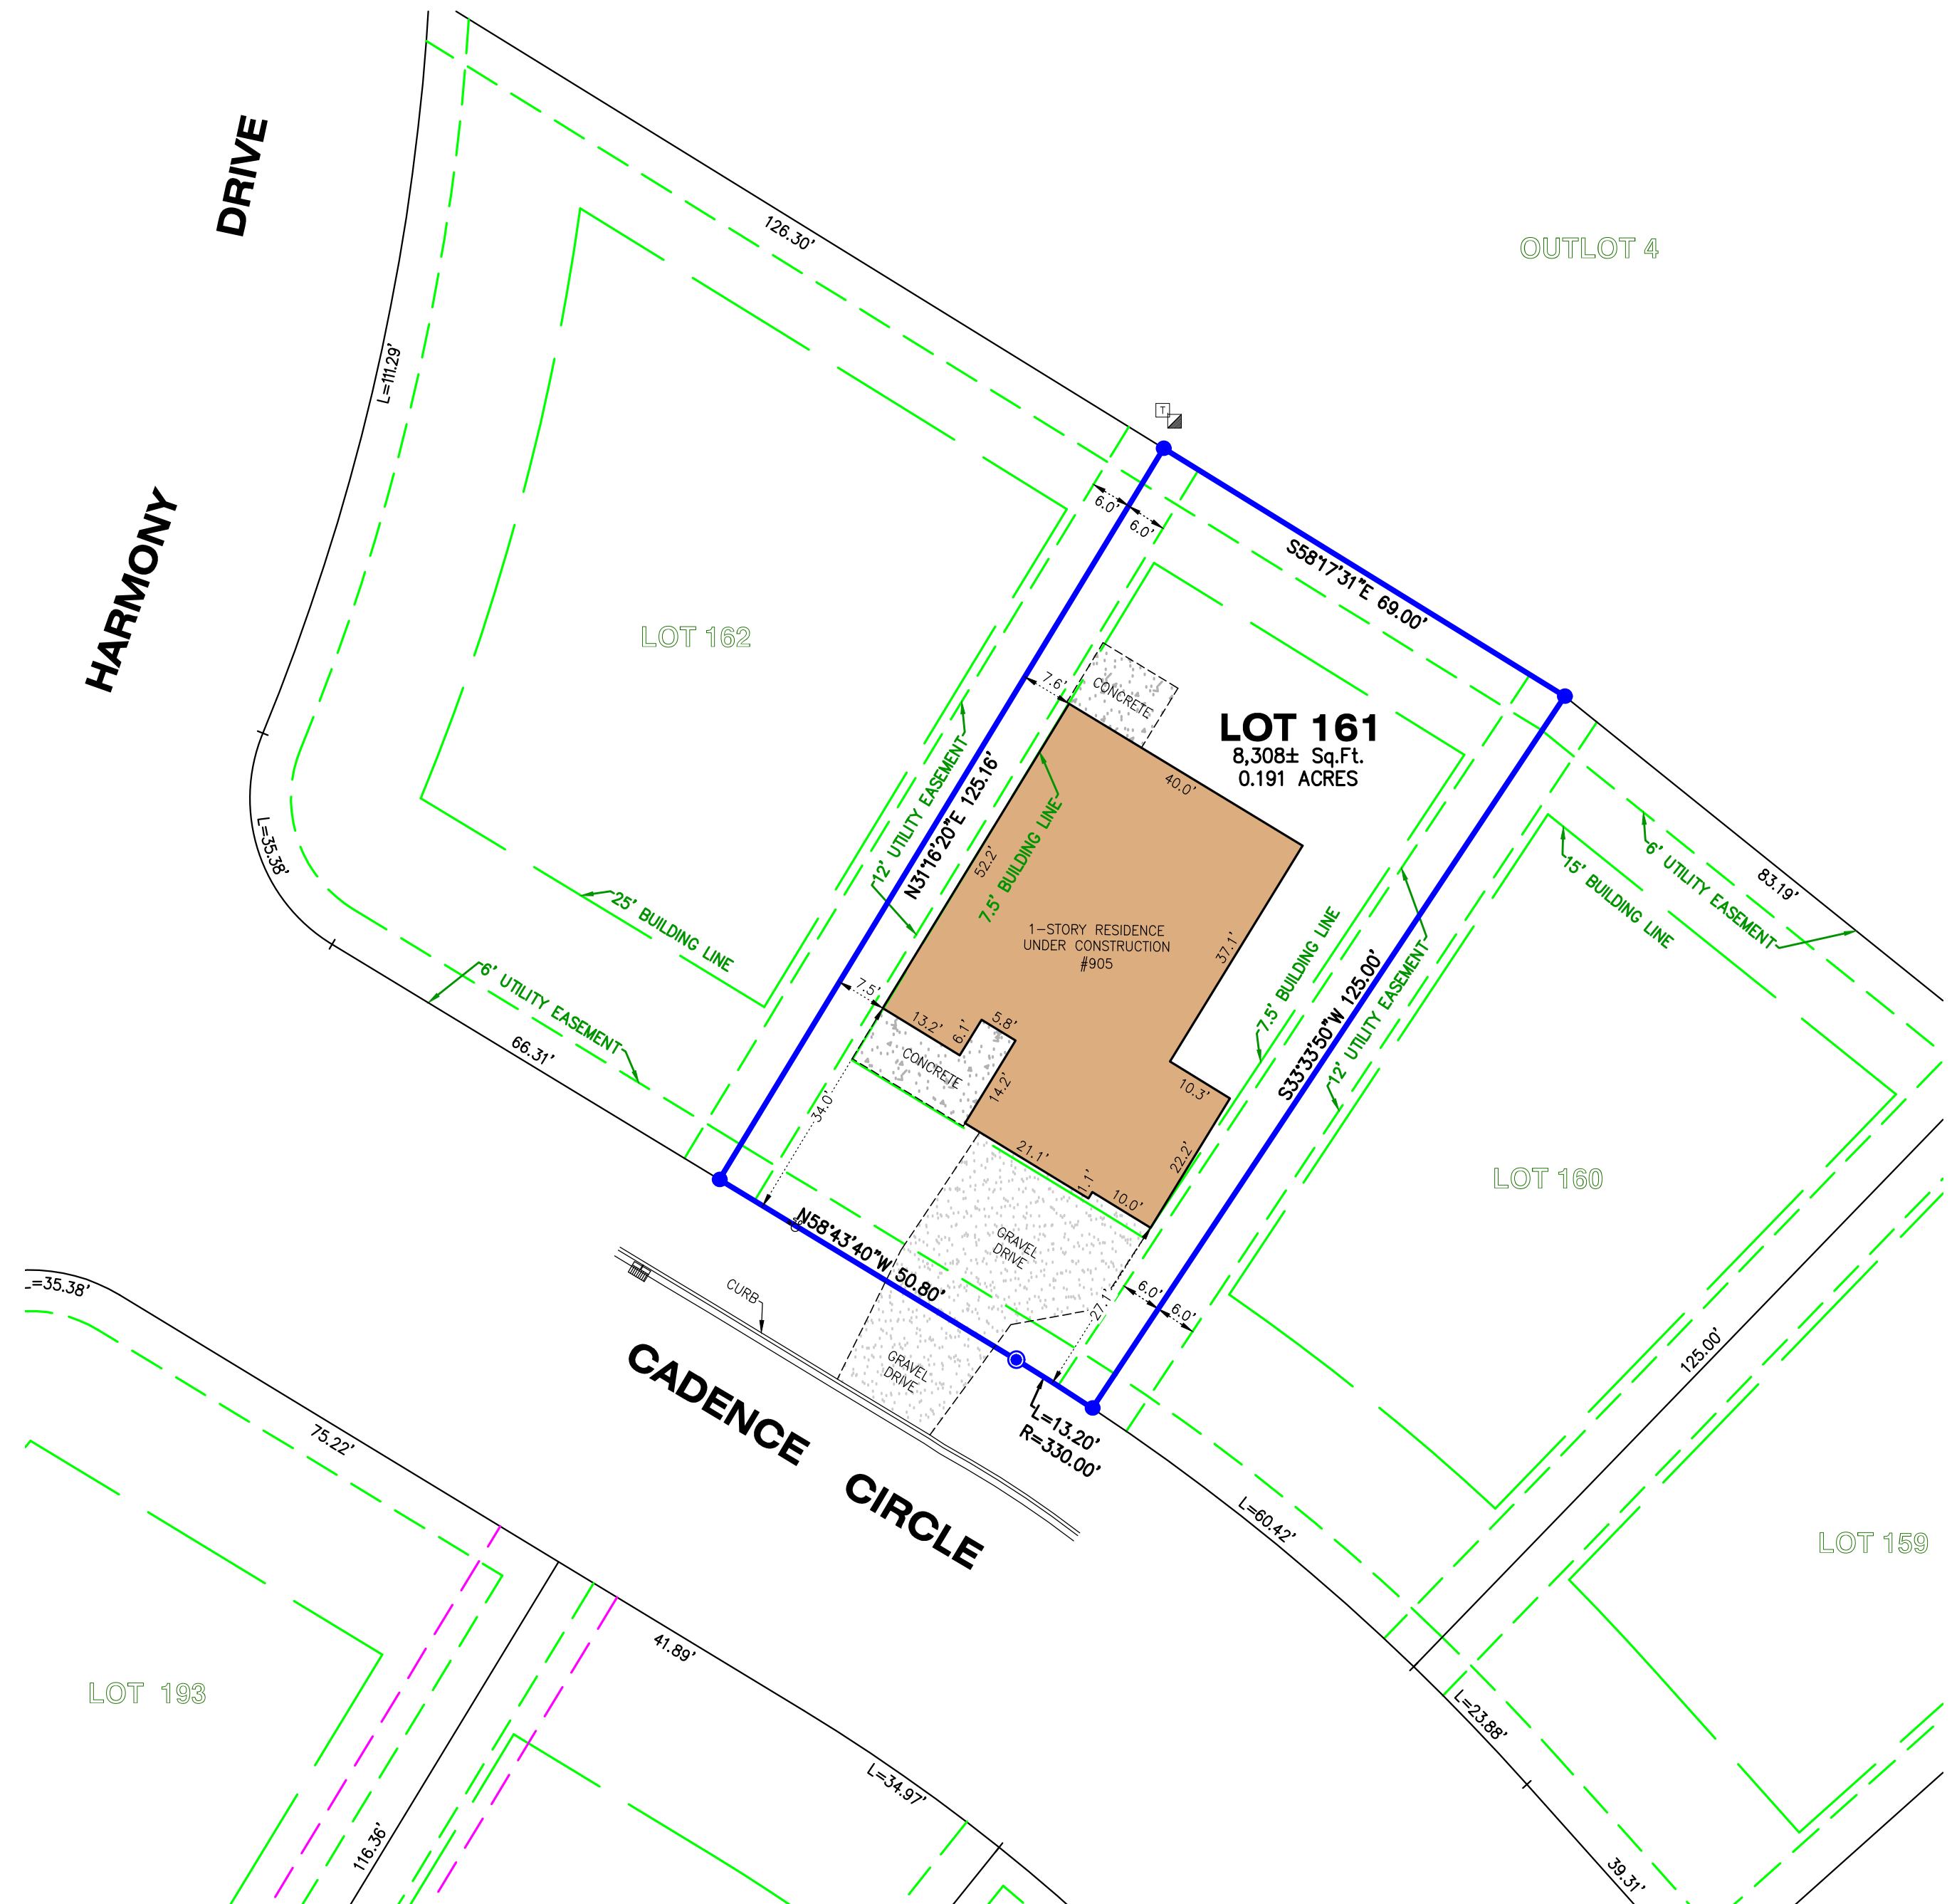 DRIVE
HARMONY
OUTLOT 4
126.30'
L=111.29'
T
6.0'
6.0'
S58°17'31"E 69.00'
LOT 162
7.6'
CONCRETE
LOT 161
8,308± Sq.Ft.
0.191 ACRES
40.0'
12' UTILITY EASEMENT
N31°16'20"E 125.16'
52.2'
7.5' BUILDING LINE
L=35.38'
25' BUILDING LINE
1-STORY RESIDENCE
UNDER CONSTRUCTION
#905
37.1'
7.5' BUILDING LINE
S33°33'50"W 125.00'
12' UTILITY EASEMENT
15' BUILDING LINE
6' UTILITY EASEMENT
83.19'
6' UTILITY EASEMENT
66.31'
7.5'
13.2'
6.1'
5.8'
CONCRETE
14.2'
10.3'
34.0'
21.1'
1.1'
10.0'
22.2'
LOT 160
N58°43'40"W 50.80'
GRAVEL
DRIVE
27.1'
6.0'
6.0'
CURB
GRAVEL
DRIVE
L=13.20'
R=330.00'
CADENCE CIRCLE
L=35.38'
75.22'
125.00'
L=60.42'
LOT 159
41.89'
LOT 193
L=34.97'
116.36'
L=23.88'
39.31'